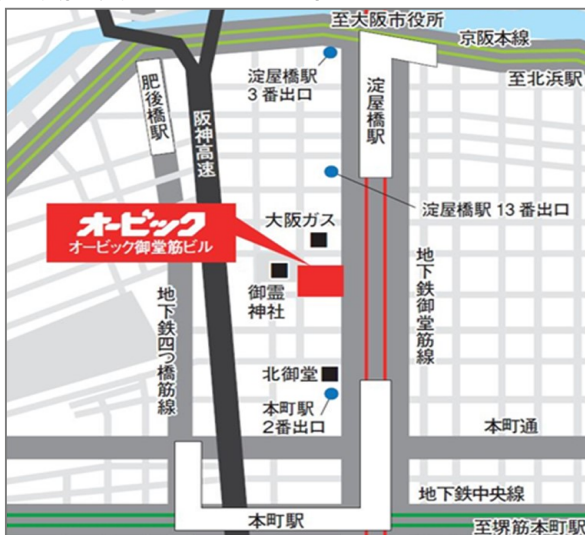 至大阪市役所
京阪本線
至北浜駅
淀屋橋駅
3番出口
淀屋橋駅
肥後橋駅
阪神高速
淀屋橋駅 13番出口
大阪ガス
オービック
オービック御堂筋ビル
御霊
神社
地下鉄御堂筋線
地下鉄四つ橋筋線
北御堂
本町駅
2番出口
本町通
地下鉄中央線
本町駅
至堺筋本町駅